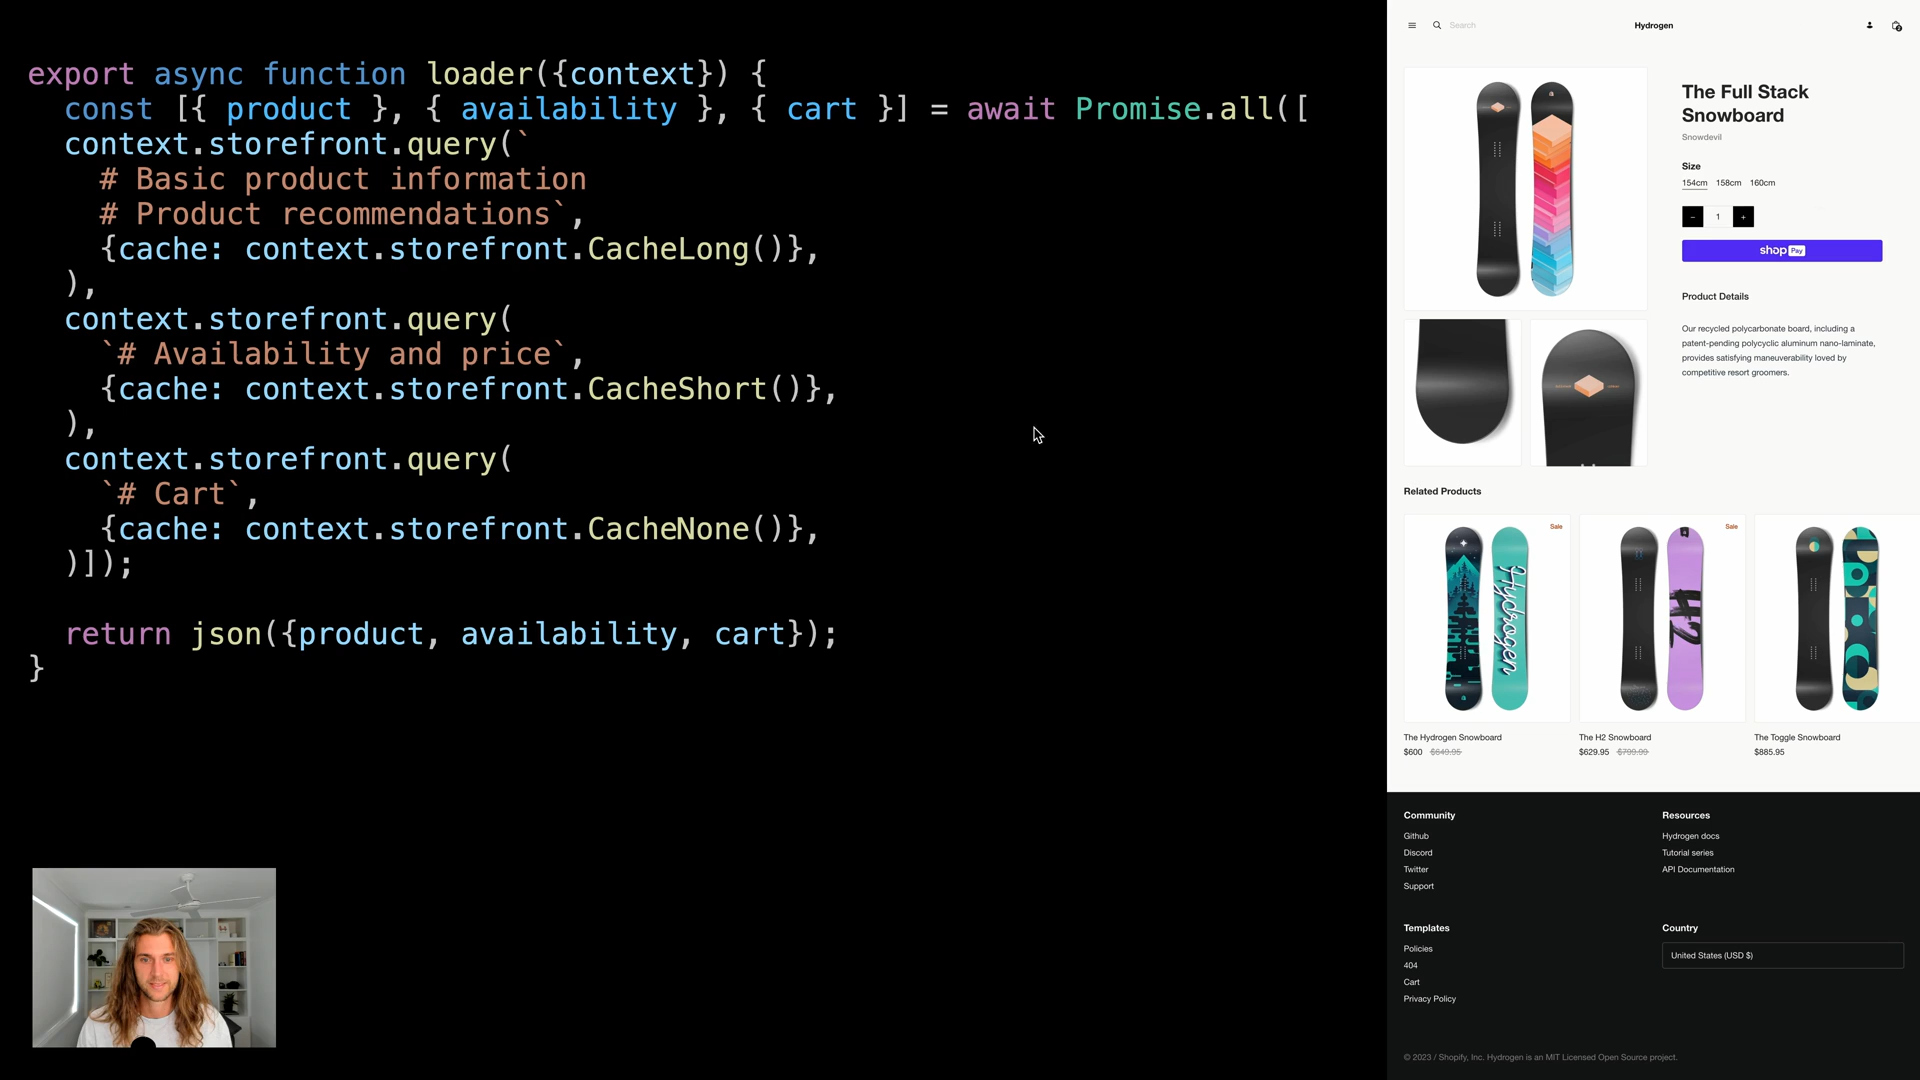 export async function loader({context}) {
const [{ product }, { availability }, { cart }] = await Promise.all([
context.storefront.query(`
# Basic product information
# Product recommendations`,
{cache: context.storefront.CacheLong()},
),
context.storefront.query(
`# Availability and price`,
{cache: context.storefront.CacheShort()},
),
context.storefront.query(
`# Cart`,
{cache: context.storefront.CacheNone()},
)]);
return json({product, availability, cart});
}
Search
Hydrogen
2
The Full Stack
Snowboard
Snowdevil
Size
154cm 158cm 160cm
− 1 +
shop Pay
Product Details
Our recycled polycarbonate board, including a
patent-pending polycyclic aluminum nano-laminate,
provides satisfying maneuverability loved by
competitive resort groomers.
Related Products
Sale
Hydrogen
Sale
H2
The Hydrogen Snowboard
$600 $649.95
The H2 Snowboard
$629.95 $799.99
The Toggle Snowboard
$885.95
Community
Github
Discord
Twitter
Support
Resources
Hydrogen docs
Tutorial series
API Documentation
Templates
Policies
404
Cart
Privacy Policy
Country
United States (USD $)
© 2023 / Shopify, Inc. Hydrogen is an MIT Licensed Open Source project.